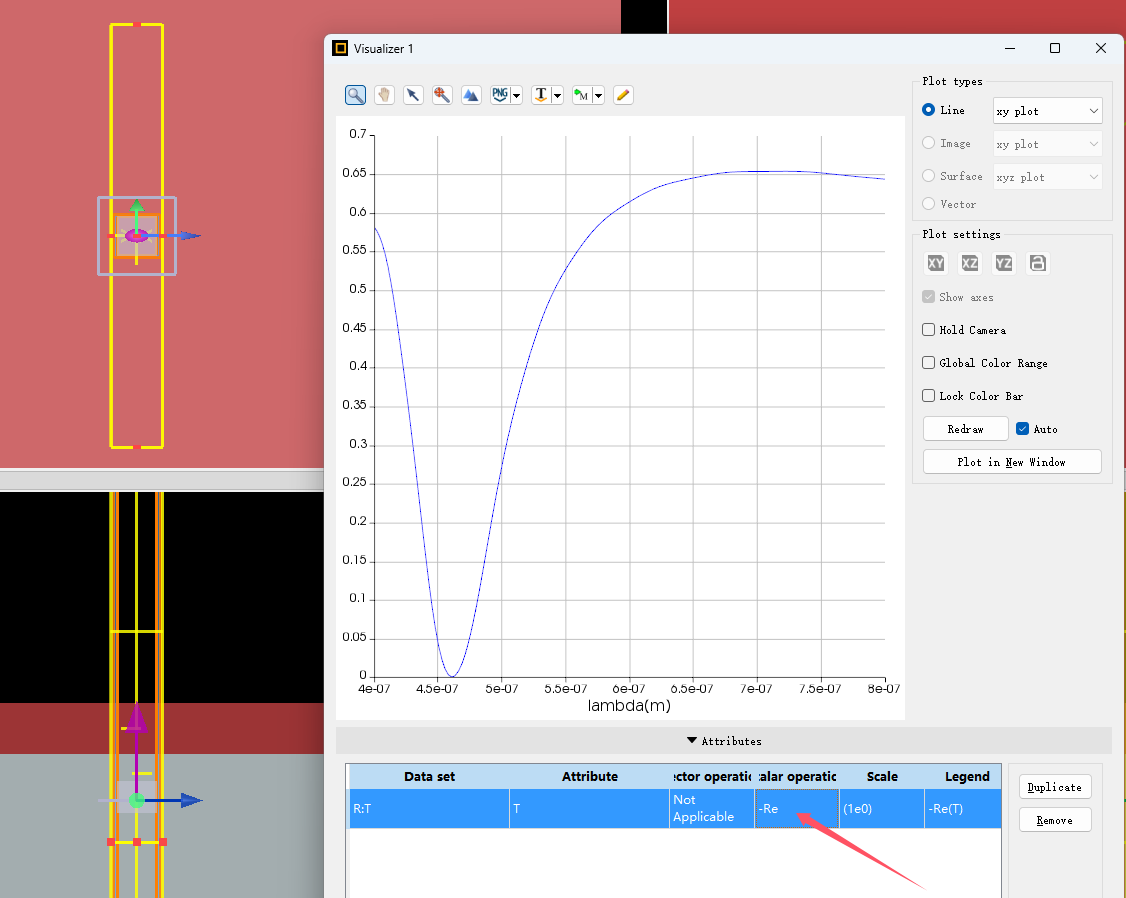 Visualizer 1
PNG
T
M
0.7
0.65
0.6
0.55
0.5
0.45
0.4
0.35
0.3
0.25
0.2
0.15
0.1
0.05
0
4e-07 4.5e-07 5e-07 5.5e-07 6e-07 6.5e-07 7e-07 7.5e-07 8e-07
lambda(m)
Plot types
Line xy plot
Image xy plot
Surface xyz plot
Vector
Plot settings
XY XZ YZ
Show axes
Hold Camera
Global Color Range
Lock Color Bar
Redraw Auto
Plot in New Window
Attributes
Data set Attribute ector operatic alar operatic Scale Legend
R:T T Not Applicable -Re (1e0) -Re(T)
Duplicate
Remove